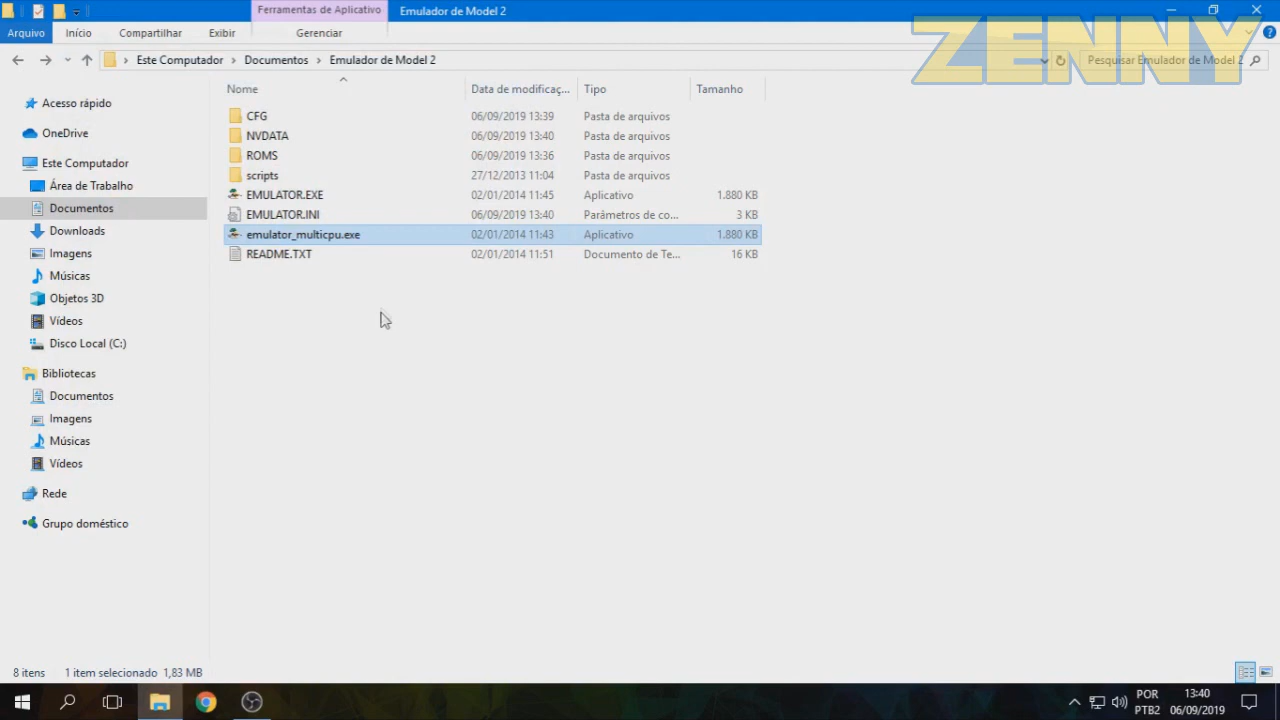 Ferramentas de Aplicativo
Emulador de Model 2
Arquivo
Início
Compartilhar
Exibir
Gerenciar
ZENNY
Este Computador
Documentos
Emulador de Model 2
Pesquisar Emulador de Model 2
Nome
Data de modificaç...
Tipo
Tamanho
CFG 06/09/2019 13:39 Pasta de arquivos
NVDATA 06/09/2019 13:40 Pasta de arquivos
ROMS 06/09/2019 13:36 Pasta de arquivos
scripts 27/12/2013 11:04 Pasta de arquivos
EMULATOR.EXE 02/01/2014 11:45 Aplicativo 1.880 KB
EMULATOR.INI 06/09/2019 13:40 Parâmetros de co... 3 KB
emulator_multicpu.exe 02/01/2014 11:43 Aplicativo 1.880 KB
README.TXT 02/01/2014 11:51 Documento de Te... 16 KB
Acesso rápido
OneDrive
Este Computador
Área de Trabalho
Documentos
Downloads
Imagens
Músicas
Objetos 3D
Vídeos
Disco Local (C:)
Bibliotecas
Documentos
Imagens
Músicas
Vídeos
Rede
Grupo doméstico
8 itens
1 item selecionado 1,83 MB
POR
PTB2
13:40
06/09/2019